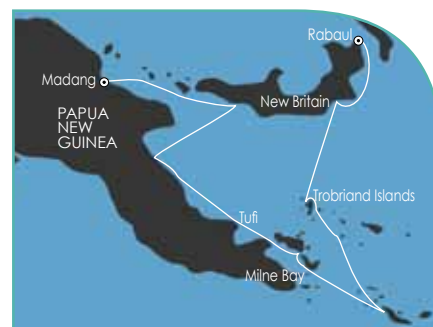 Rabaul
Madang
New Britain
PAPUA
NEW
GUINEA
Trobriand Islands
Tufi
Milne Bay